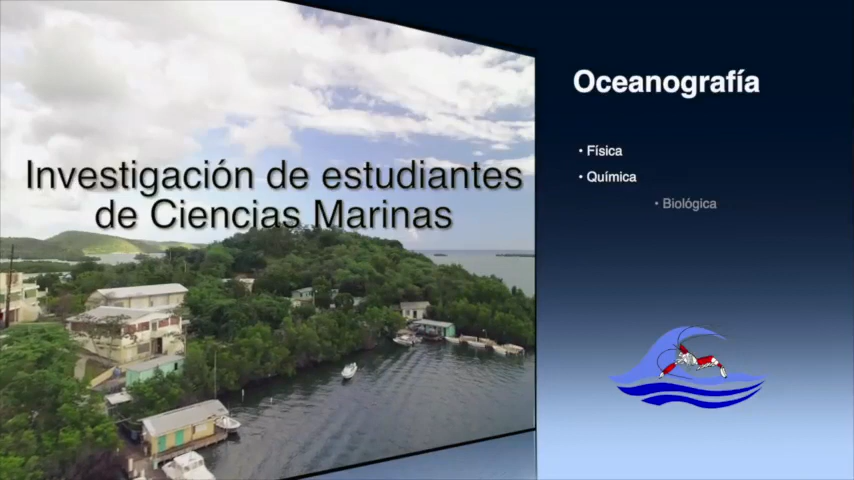 Investigación de estudiantes
de Ciencias Marinas
Oceanografía
• Física
• Química
• Biológica